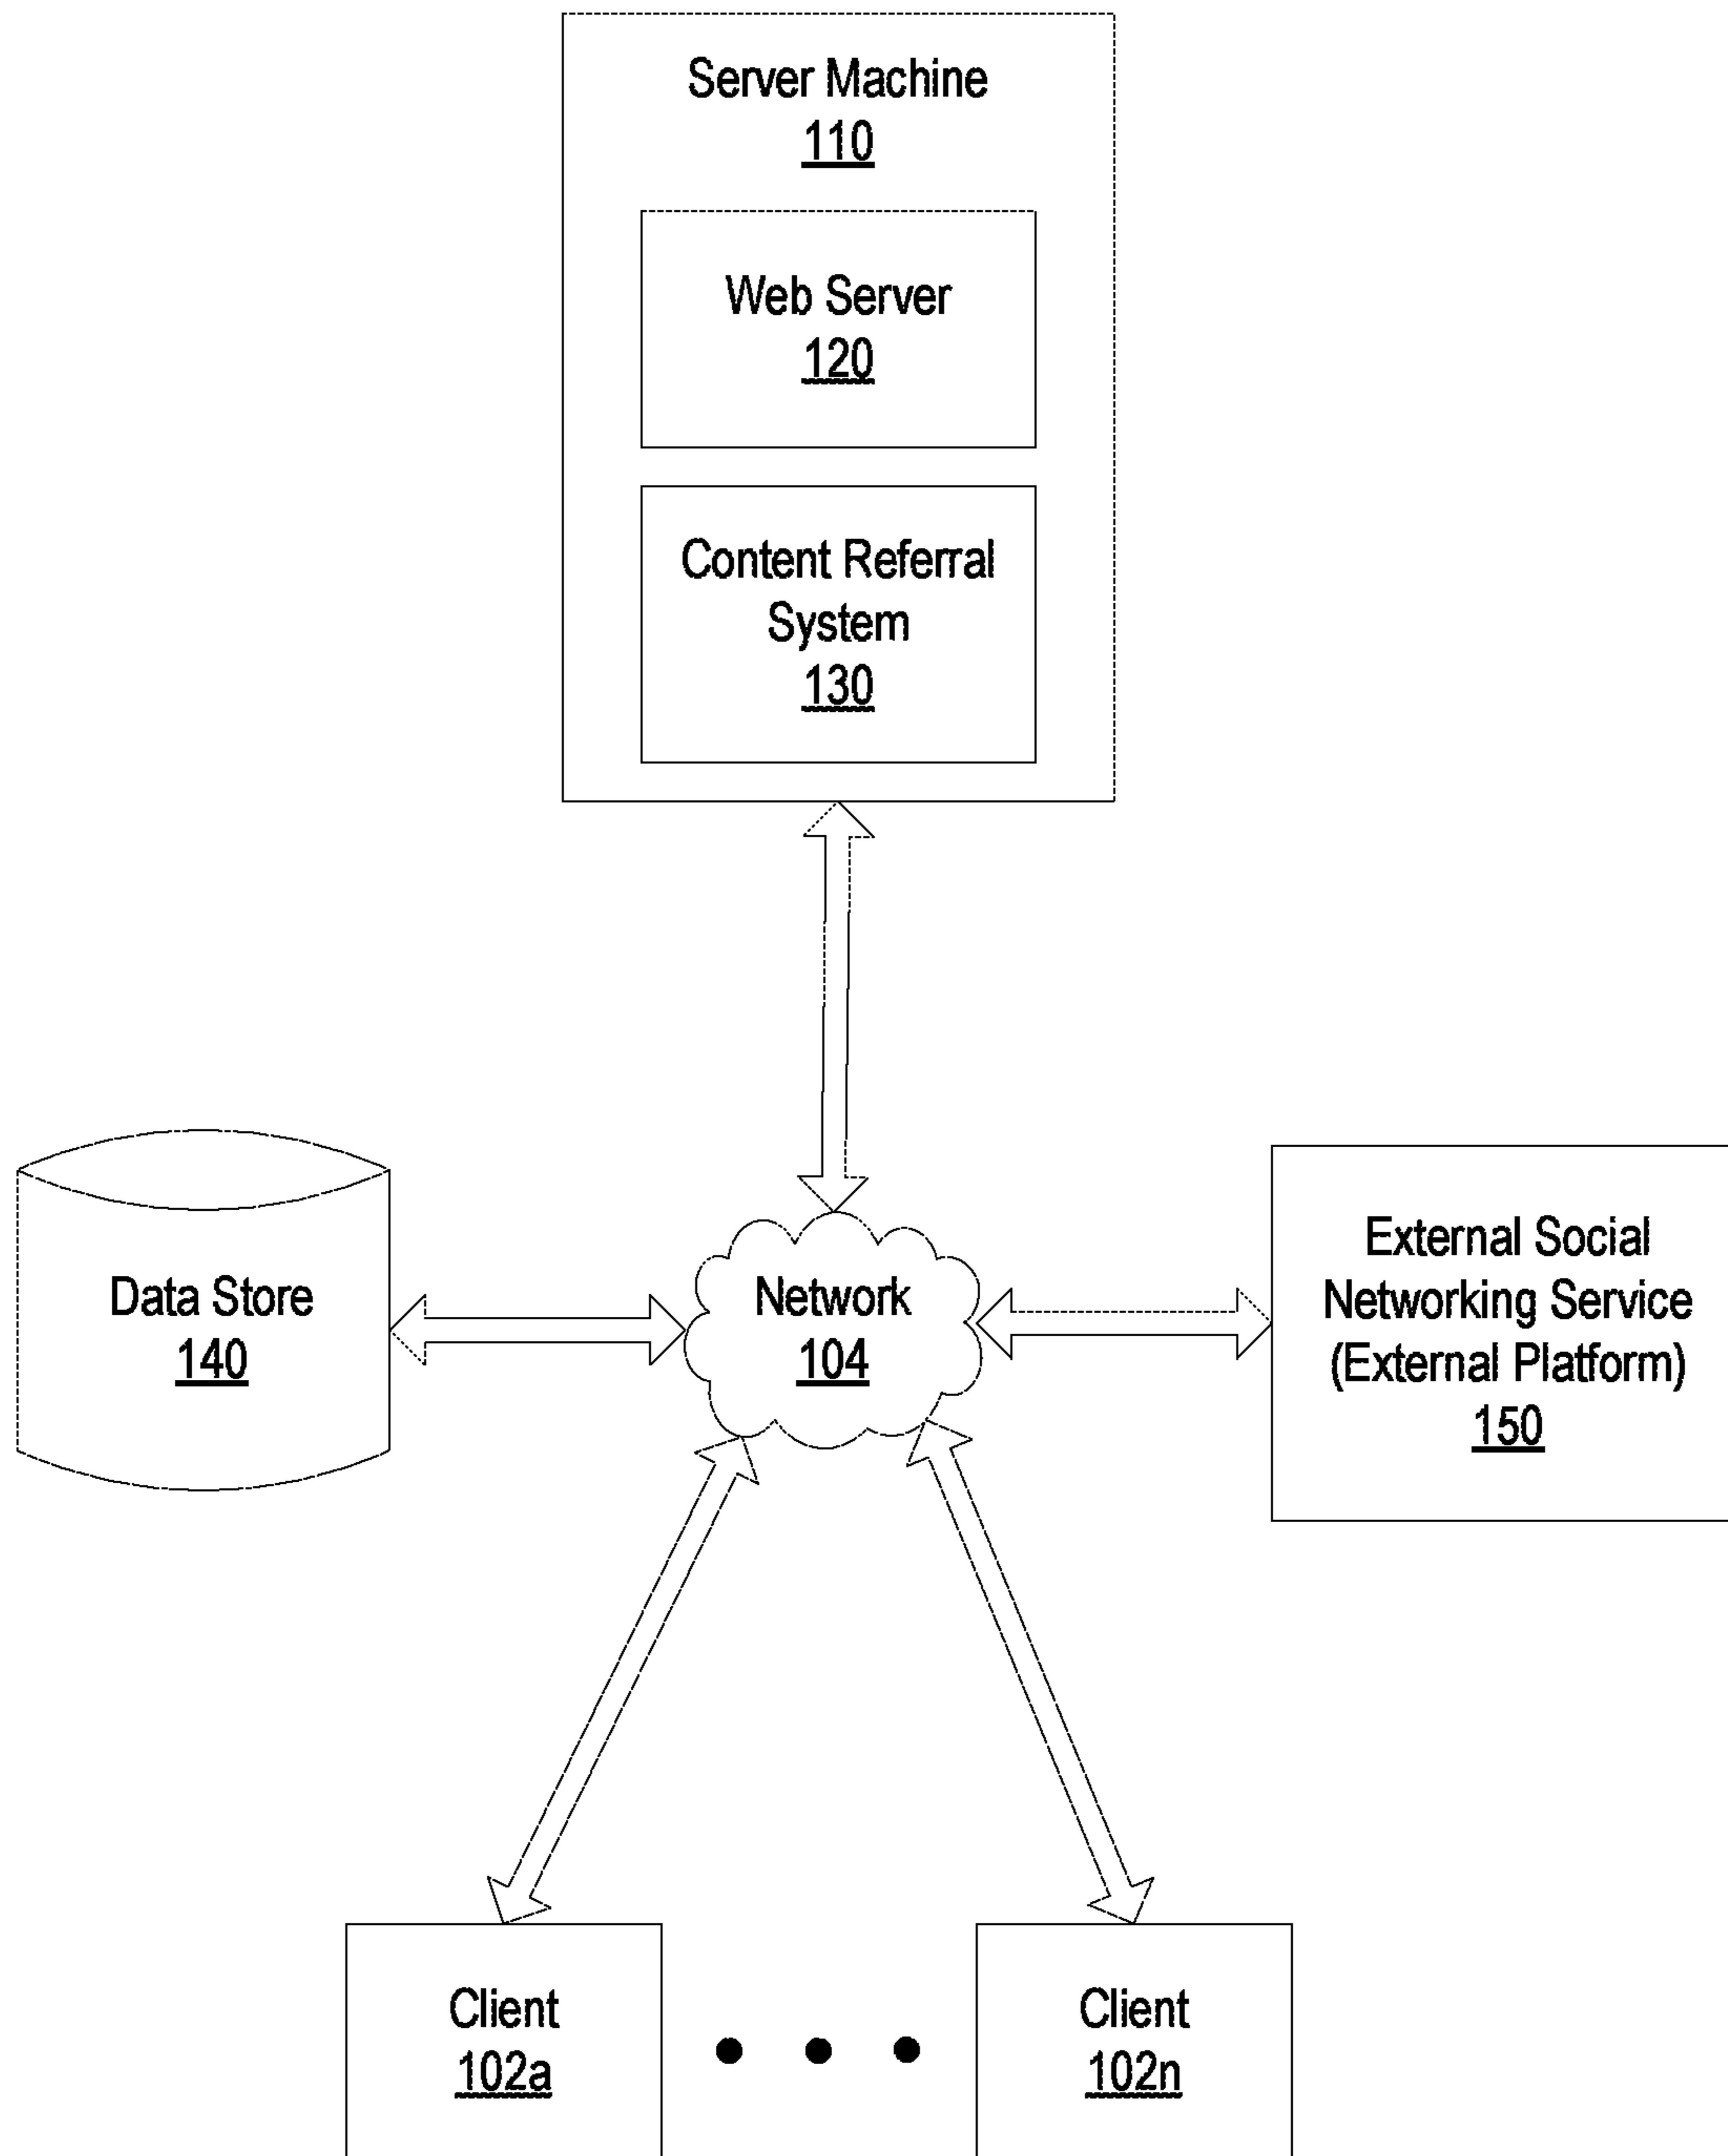 Server Machine
110
Web Server
120
Content Referral
System
130
Data Store
140
Network
104
External Social
Networking Service
(External Platform)
150
Client
102a
Client
102n